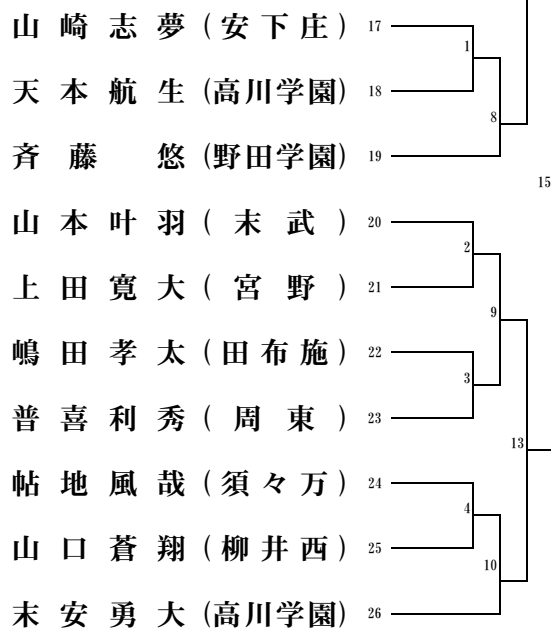 山崎志夢(安下庄) 17
1
天本航生(高川学園) 18
8
斉藤 悠(野田学園) 19
15
山本叶羽(末武) 20
2
上田寛大(宮野) 21
9
嶋田孝太(田布施) 22
3
普喜利秀(周東) 23
13
帖地風哉(須々万) 24
4
山口蒼翔(柳井西) 25
10
末安勇大(高川学園) 26